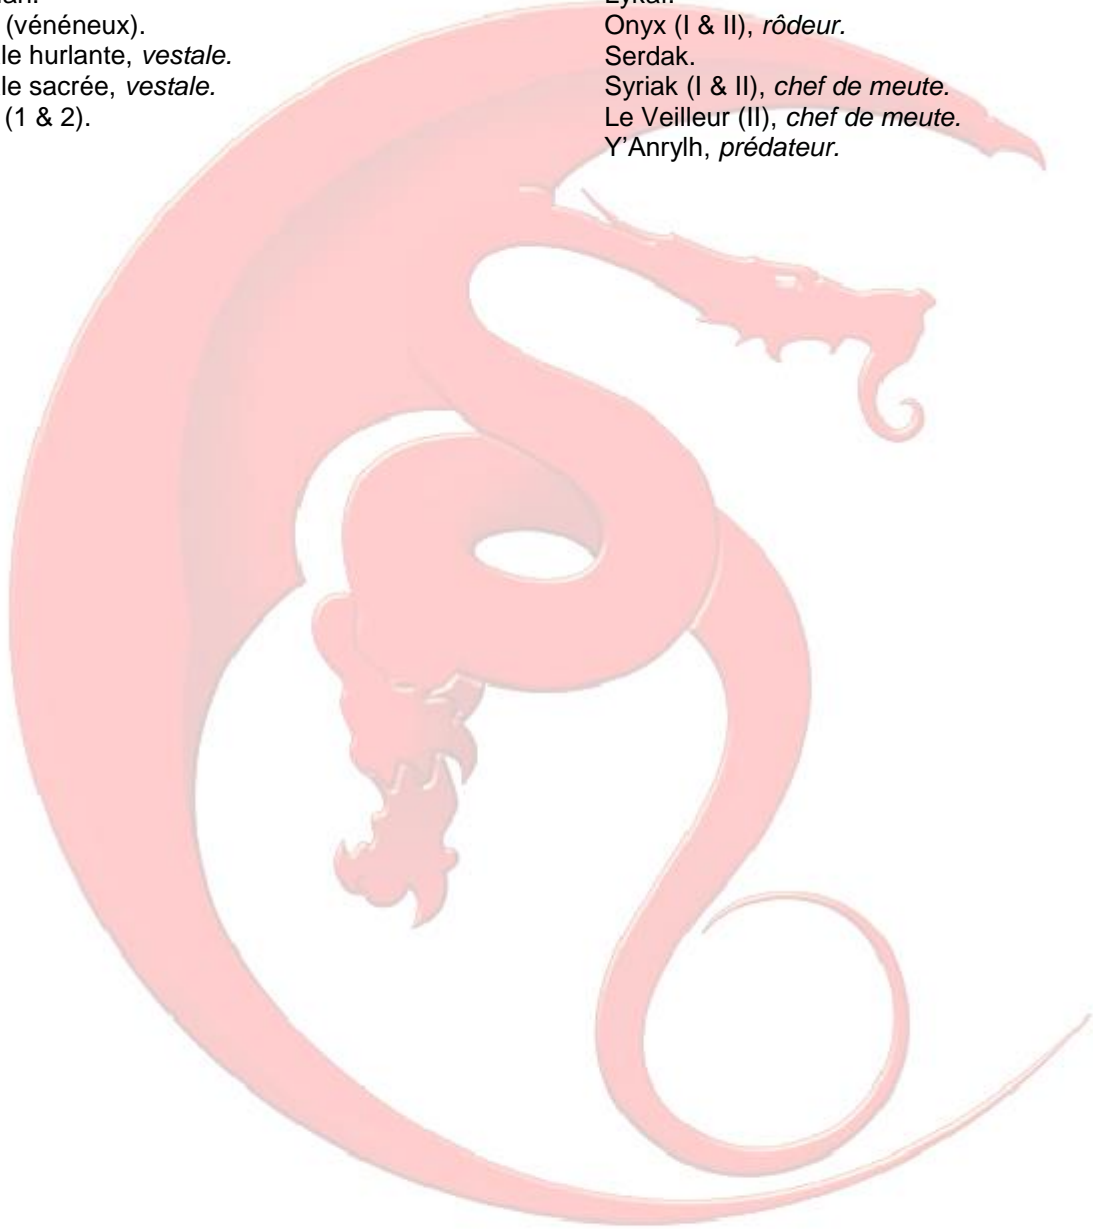 (vénéneux).
le hurlante, vestale.
le sacrée, vestale.
(1 & 2).
Onyx (I & II), rôdeur.
Serdak.
Syriak (I & II), chef de meute.
Le Veilleur (II), chef de meute.
Y'Anrylh, prédateur.